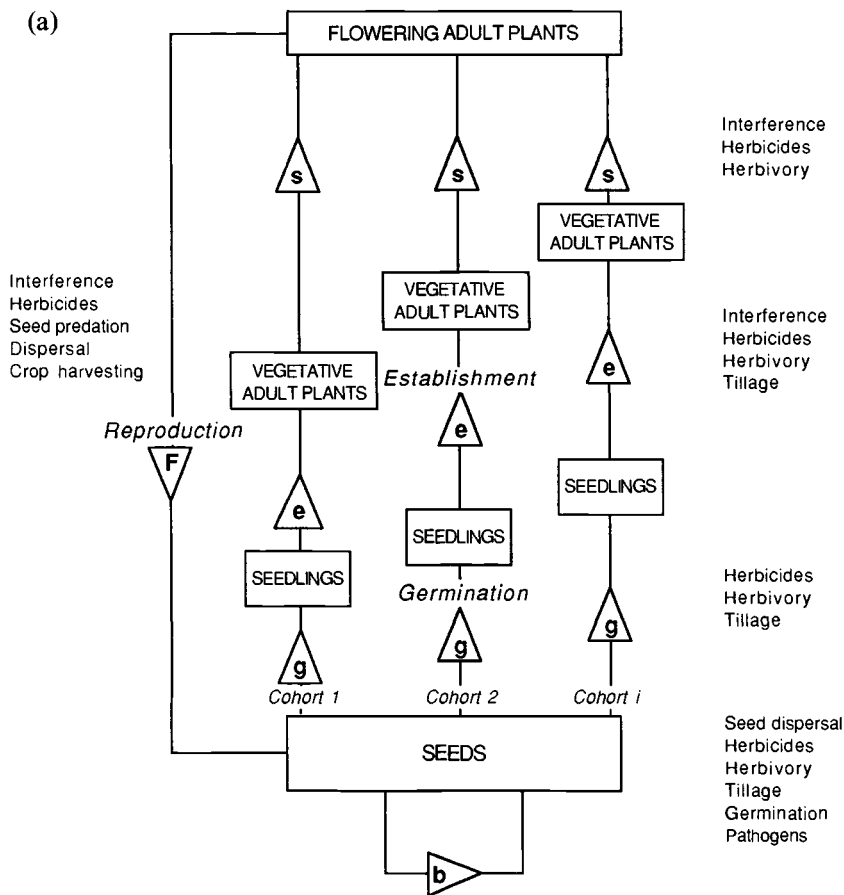 (a)
FLOWERING ADULT PLANTS
s
s
s
Interference
Herbicides
Herbivory
VEGETATIVE
ADULT PLANTS
VEGETATIVE
ADULT PLANTS
VEGETATIVE
ADULT PLANTS
Interference
Herbicides
Seed predation
Dispersal
Crop harvesting
Interference
Herbicides
Herbivory
Tillage
e
Establishment
e
Reproduction
F
e
SEEDLINGS
SEEDLINGS
SEEDLINGS
Germination
Herbicides
Herbivory
Tillage
g
g
g
Cohort 1
Cohort 2
Cohort i
SEEDS
Seed dispersal
Herbicides
Herbivory
Tillage
Germination
Pathogens
b